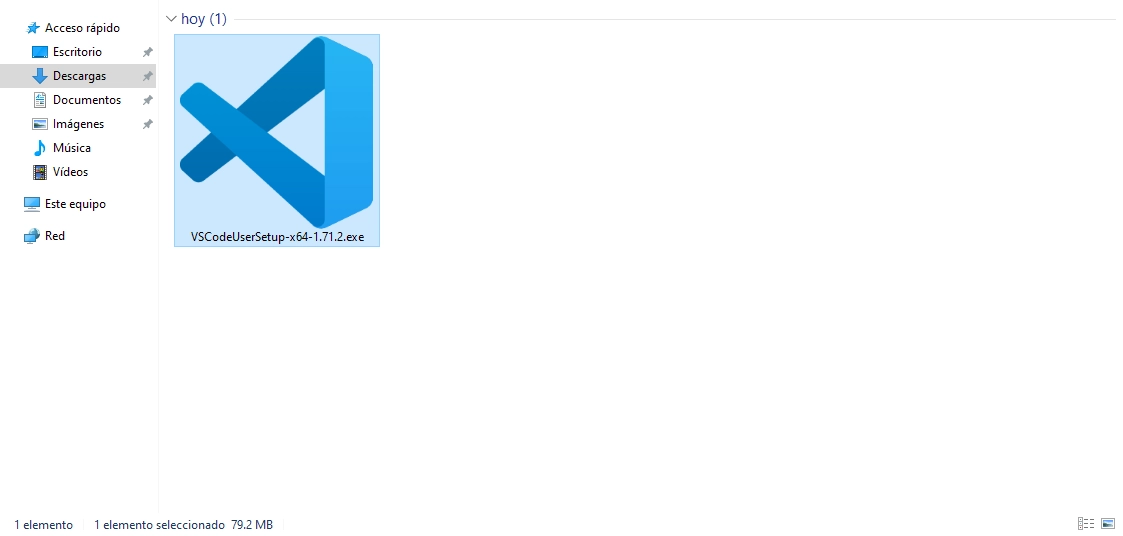 Acceso rápido
Escritorio
Descargas
Documentos
Imágenes
Música
Vídeos
Este equipo
Red
hoy (1)
VSCodeUserSetup-x64-1.71.2.exe
1 elemento 1 elemento seleccionado 79.2 MB